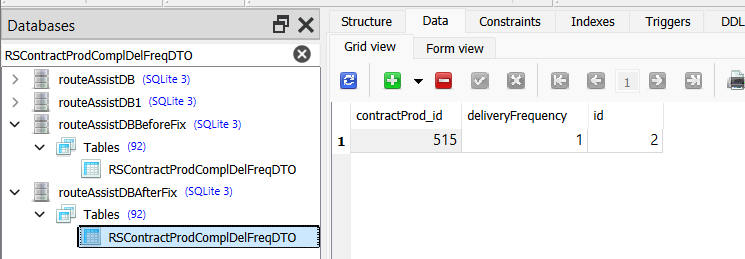 Databases
RSContractProdComplDelFreqDTO
routeAssistDB (SQLite 3)
routeAssistDB1 (SQLite 3)
routeAssistDBBeforeFix (SQLite 3)
Tables (92)
RSContractProdComplDelFreqDTO
routeAssistDBAfterFix (SQLite 3)
Tables (92)
RSContractProdComplDelFreqDTO
Structure Data Constraints Indexes Triggers DDL
Grid view Form view
1
contractProd_id deliveryFrequency id
1 515 1 2